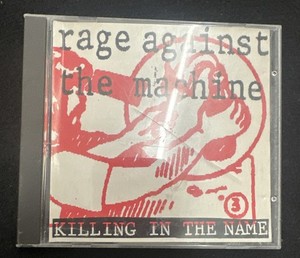 rage against
the machine
3
KILLING IN THE NAME